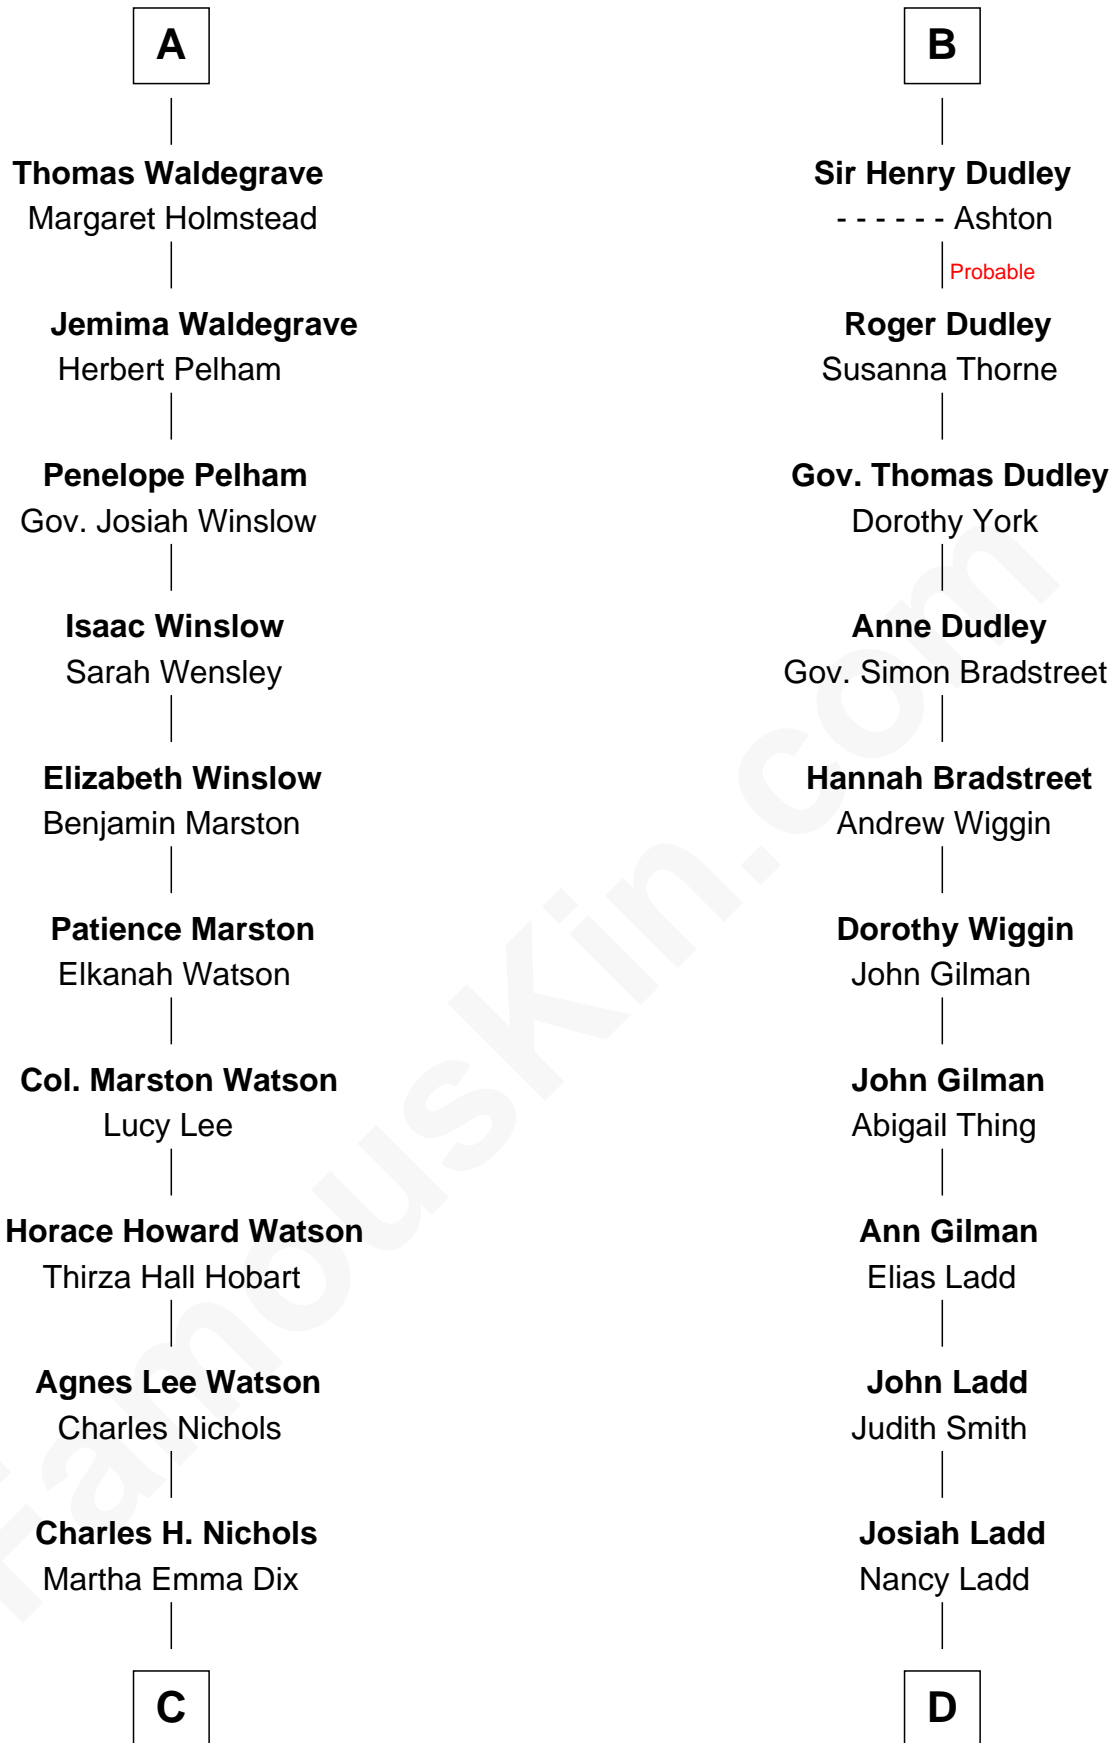 A
Thomas Waldegrave
Margaret Holmstead
Jemima Waldegrave
Herbert Pelham
Penelope Pelham
Gov. Josiah Winslow
Isaac Winslow
Sarah Wensley
Elizabeth Winslow
Benjamin Marston
Patience Marston
Elkanah Watson
Col. Marston Watson
Lucy Lee
Horace Howard Watson
Thirza Hall Hobart
Agnes Lee Watson
Charles Nichols
Charles H. Nichols
Martha Emma Dix
C
B
Sir Henry Dudley
- - - - - - Ashton
Probable
Roger Dudley
Susanna Thorne
Gov. Thomas Dudley
Dorothy York
Anne Dudley
Gov. Simon Bradstreet
Hannah Bradstreet
Andrew Wiggin
Dorothy Wiggin
John Gilman
John Gilman
Abigail Thing
Ann Gilman
Elias Ladd
John Ladd
Judith Smith
Josiah Ladd
Nancy Ladd
D
FamousKin.com